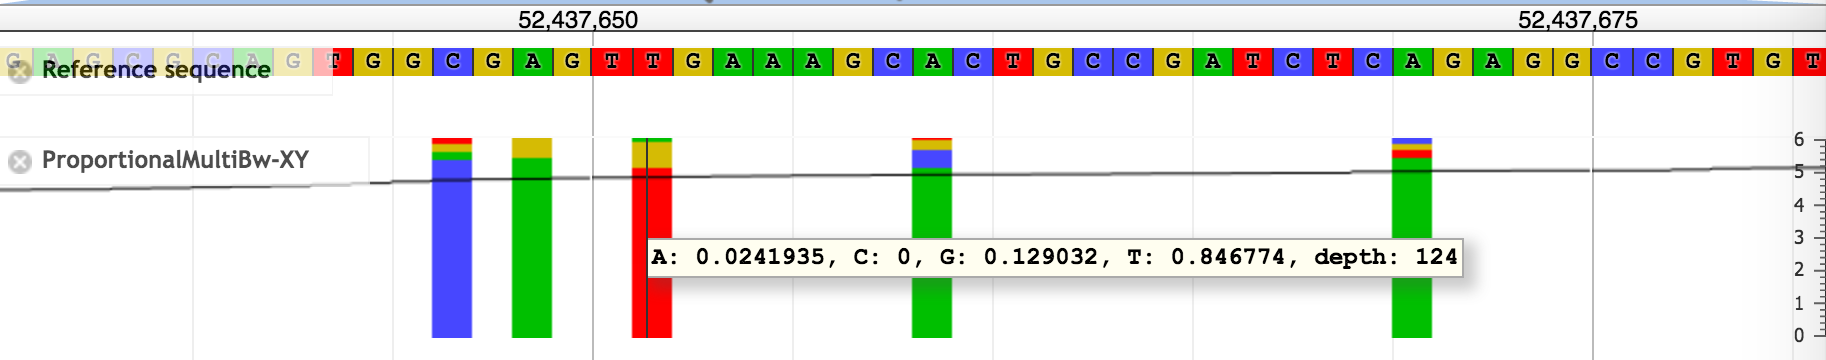 52,437,650 52,437,675
G A G C G C A G T G G C G A G T T G A A A G C A C T G C C G A T C T C A G A G G C C G T G T
Reference sequence
ProportionalMultiBw-XY
6
5
4
3
2
1
0
A: 0.0241935, C: 0, G: 0.129032, T: 0.846774, depth: 124